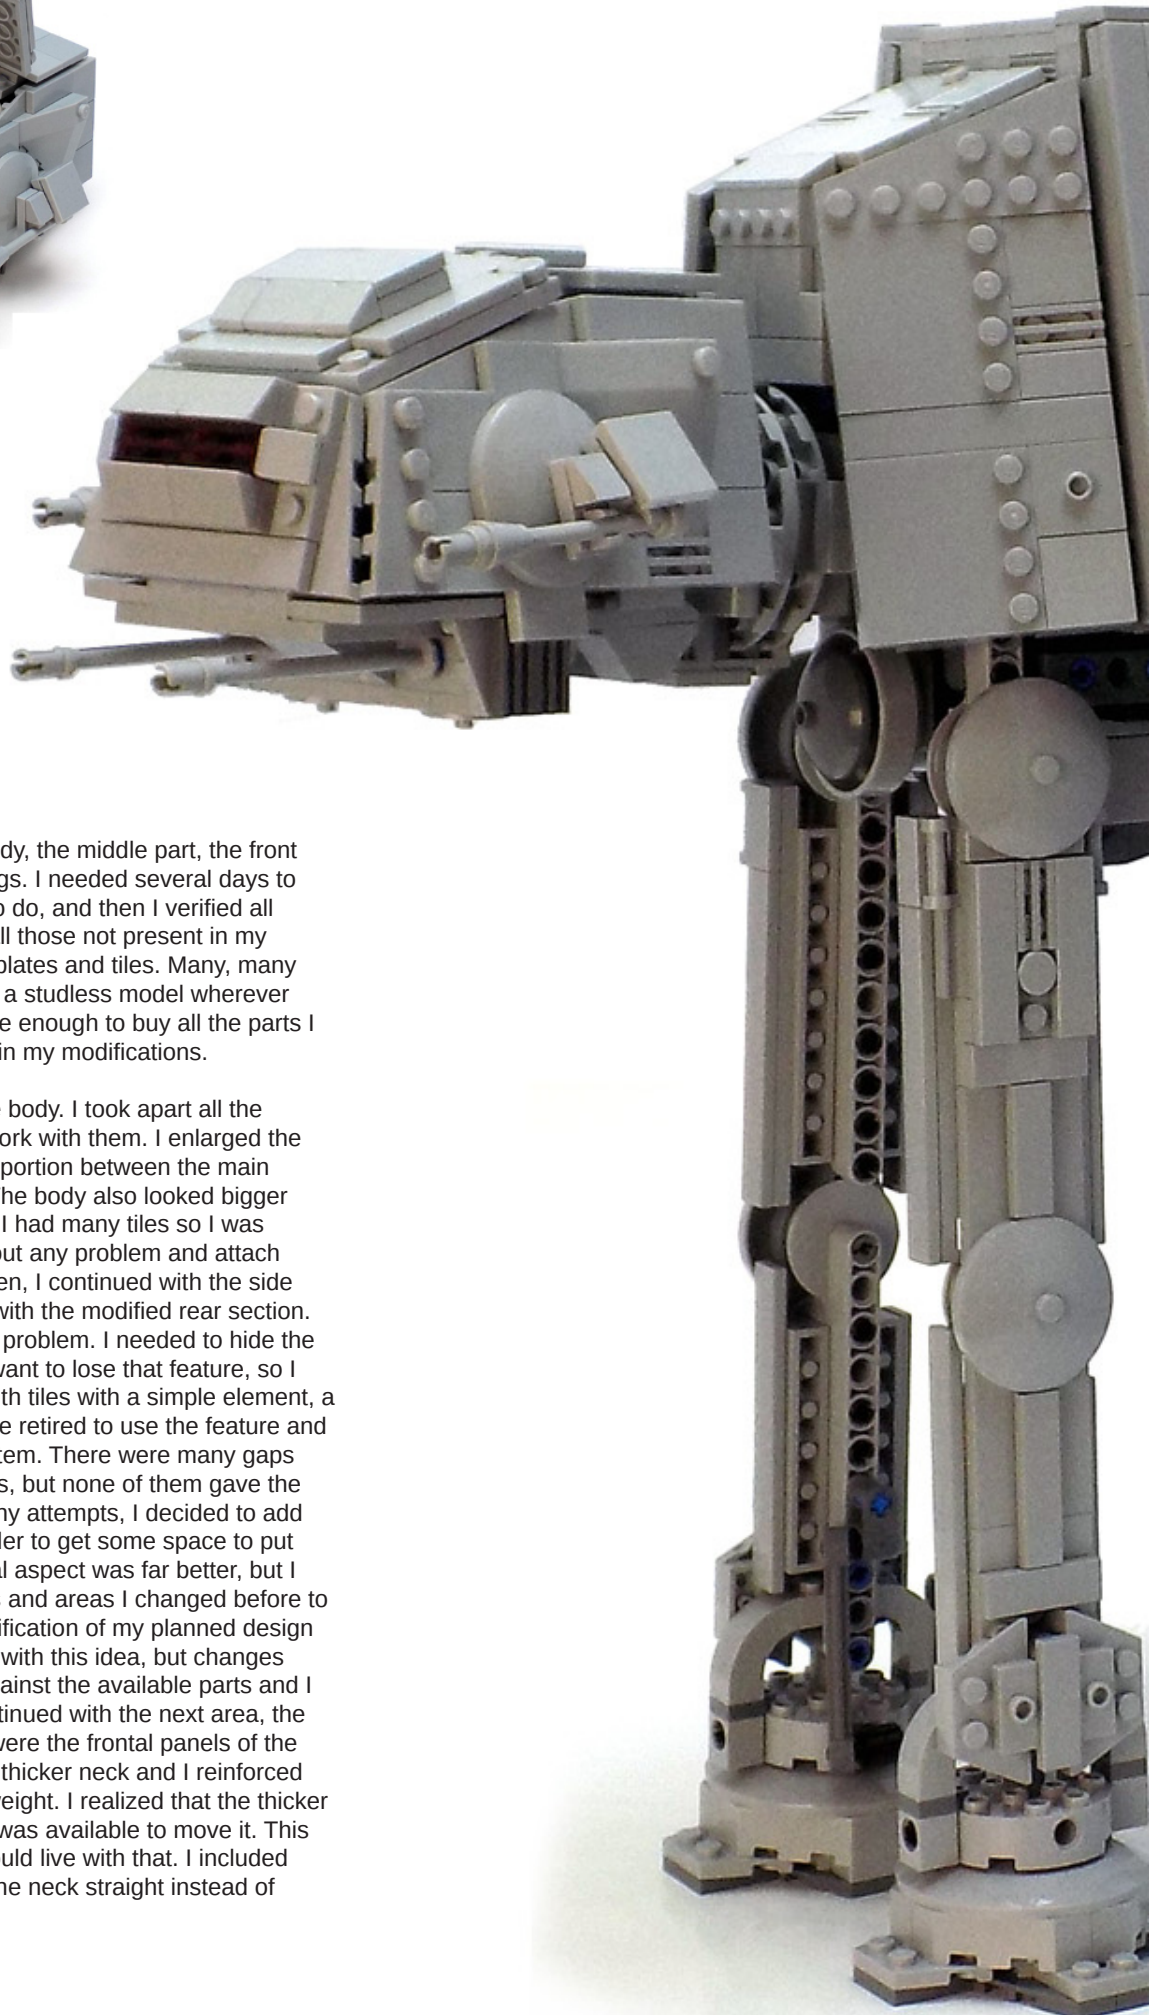 dy, the middle part, the front
gs. I needed several days to
o do, and then I verified all
ll those not present in my
plates and tiles. Many, many
a studless model wherever
e enough to buy all the parts I
in my modifications.
body. I took apart all the
ork with them. I enlarged the
portion between the main
he body also looked bigger
I had many tiles so I was
out any problem and attach
en, I continued with the side
with the modified rear section.
problem. I needed to hide the
want to lose that feature, so I
th tiles with a simple element, a
e retired to use the feature and
tem. There were many gaps
s, but none of them gave the
ny attempts, I decided to add
der to get some space to put
al aspect was far better, but I
s and areas I changed before to
ification of my planned design
with this idea, but changes
ainst the available parts and I
tinued with the next area, the
were the frontal panels of the
thicker neck and I reinforced
weight. I realized that the thicker
was available to move it. This
uld live with that. I included
he neck straight instead of